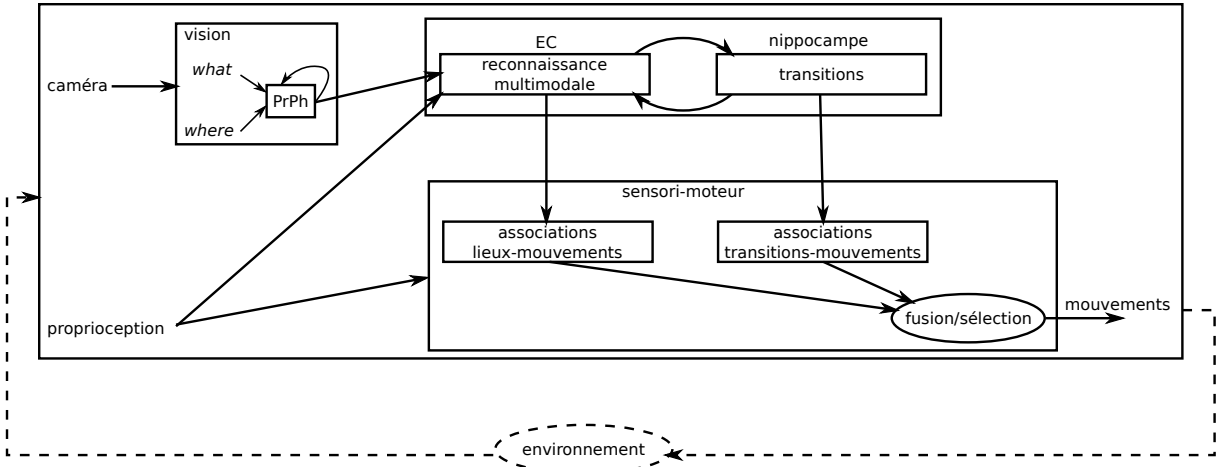 vision
what
caméra
PrPh
where
EC
nippocampe
reconnaissance
multimodale
transitions
sensori-moteur
associations
lieux-mouvements
associations
transitions-mouvements
proprioception
fusion/sélection
mouvements
environnement